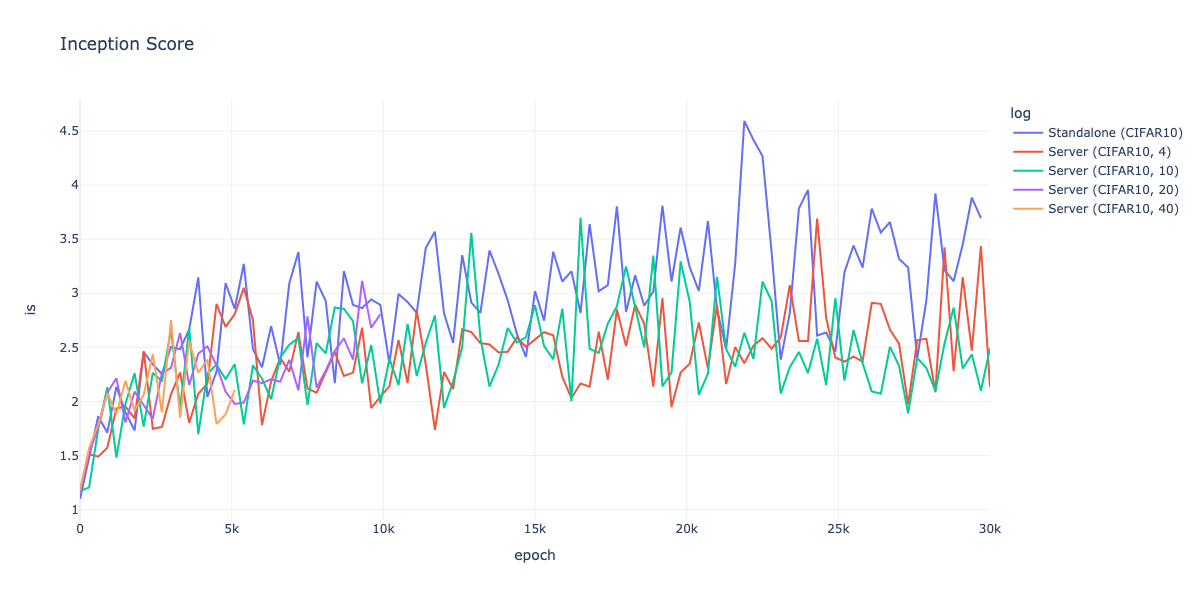 Inception Score
log
Standalone (CIFAR10)
Server (CIFAR10, 4)
Server (CIFAR10, 10)
Server (CIFAR10, 20)
Server (CIFAR10, 40)
4.5
4
3.5
3
2.5
2
1.5
1
is
0
5k
10k
15k
20k
25k
30k
epoch